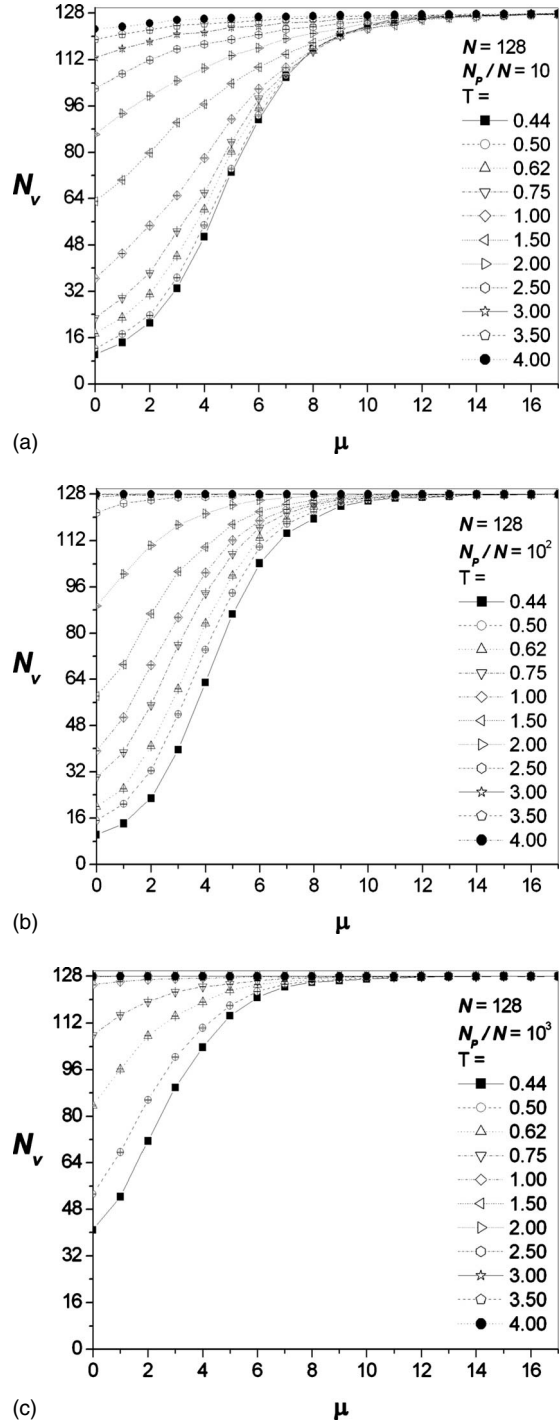 128
112
96
80
64
48
32
16
0
N_v
N = 128
N_p/N = 10
T =
0.44
0.50
0.62
0.75
1.00
1.50
2.00
2.50
3.00
3.50
4.00
0 2 4 6 8 10 12 14 16
(a)
μ
128
112
96
80
64
48
32
16
0
N_v
N = 128
N_p/N = 10²
T =
0.44
0.50
0.62
0.75
1.00
1.50
2.00
2.50
3.00
3.50
4.00
0 2 4 6 8 10 12 14 16
(b)
μ
128
112
96
80
64
48
32
16
0
N_v
N = 128
N_p/N = 10³
T =
0.44
0.50
0.62
0.75
1.00
1.50
2.00
2.50
3.00
3.50
4.00
0 2 4 6 8 10 12 14 16
(c)
μ